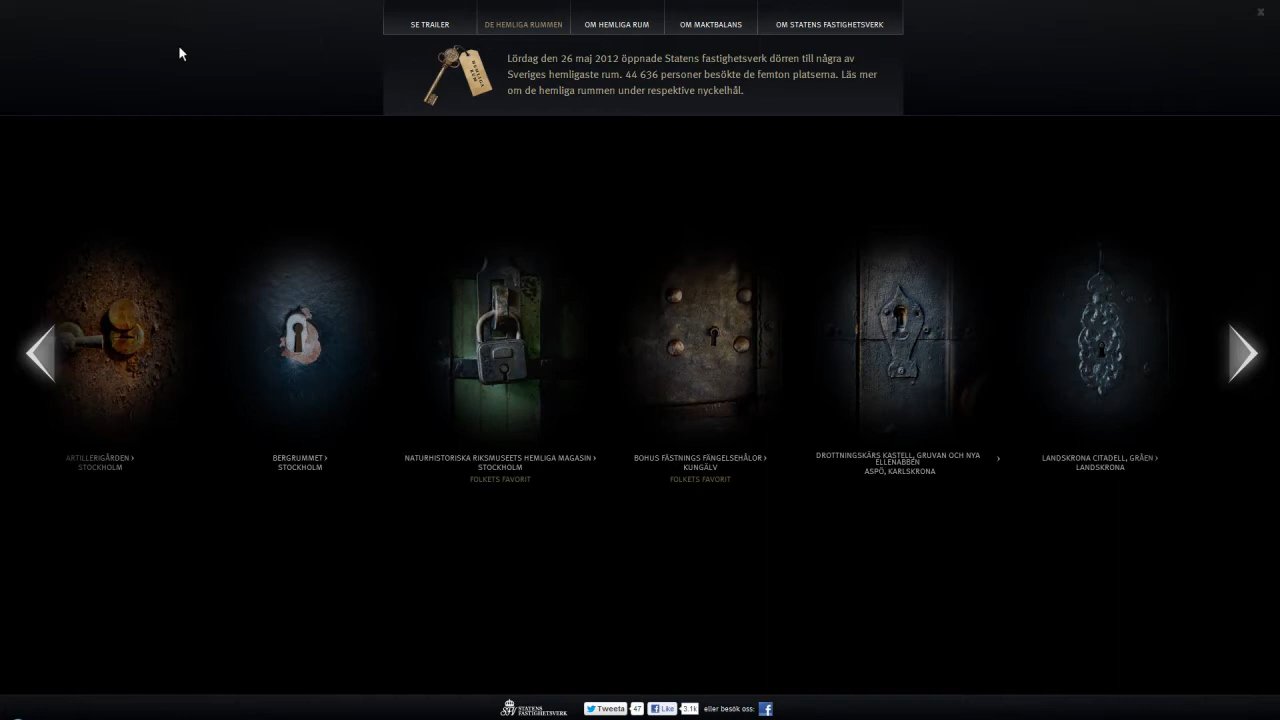 SE TRAILER
DE HEMLIGA RUMMEN
OM HEMLIGA RUM
OM MAKTBALANS
OM STATENS FASTIGHETSVERK
x
HEMLIGA
RUM
Lördag den 26 maj 2012 öppnade Statens fastighetsverk dörren till några av
Sveriges hemligaste rum. 44 636 personer besökte de femton platserna. Läs mer
om de hemliga rummen under respektive nyckelhål.
ARTILLERIGÅRDEN ›
STOCKHOLM
BERGRUMMET ›
STOCKHOLM
NATURHISTORISKA RIKSMUSEETS HEMLIGA MAGASIN ›
STOCKHOLM
FOLKETS FAVORIT
BOHUS FÄSTNINGS FÄNGELSEHÅLOR ›
KUNGÄLV
FOLKETS FAVORIT
DROTTNINGSKÄRS KASTELL, GRUVAN OCH NYA
ELLENABBEN ›
ASPÖ, KARLSKRONA
LANDSKRONA CITADELL, GRÅEN ›
LANDSKRONA
STATENS
FASTIGHETSVERK
Tweeta
47
Like
3.1k
eller besök oss: